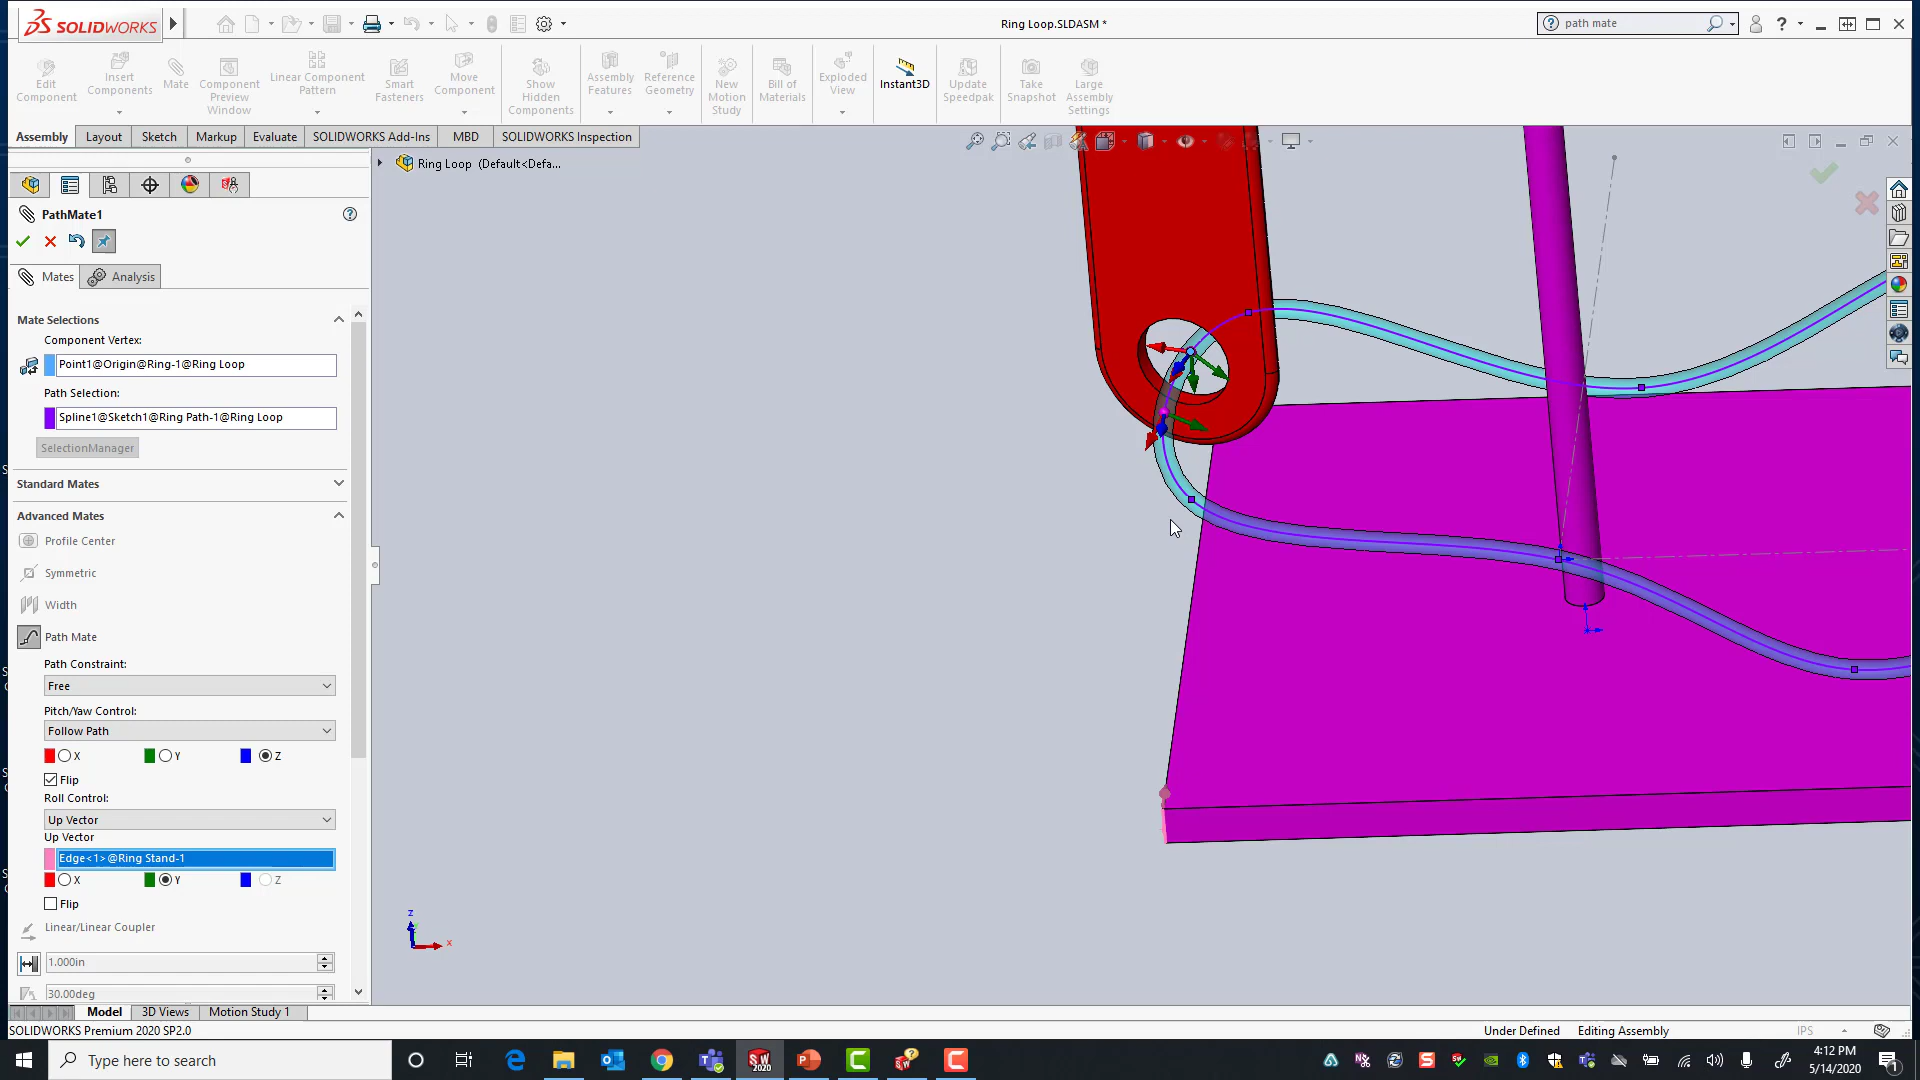 SOLIDWORKS
Ring Loop.SLDASM *
path mate
Edit Component
Insert Components
Mate
Component Preview Window
Linear Component Pattern
Smart Fasteners
Move Component
Show Hidden Components
Assembly Features
Reference Geometry
New Motion Study
Bill of Materials
Exploded View
Instant3D
Update Speedpak
Take Snapshot
Large Assembly Settings
Assembly Layout Sketch Markup Evaluate SOLIDWORKS Add-Ins MBD SOLIDWORKS Inspection
Ring Loop (Default<Defa...
PathMate1
Mates Analysis
Mate Selections
Component Vertex:
Point1@Origin@Ring-1@Ring Loop
Path Selection:
Spline1@Sketch1@Ring Path-1@Ring Loop
SelectionManager
Standard Mates
Advanced Mates
Profile Center
Symmetric
Width
Path Mate
Path Constraint:
Free
Pitch/Yaw Control:
Follow Path
X Y Z
Flip
Roll Control:
Up Vector
Up Vector
Edge<1>@Ring Stand-1
X Y Z
Flip
Linear/Linear Coupler
1.000in
30.00deg
z
x
Model 3D Views Motion Study 1
SOLIDWORKS Premium 2020 SP2.0
Under Defined Editing Assembly IPS
Type here to search
4:12 PM
5/14/2020